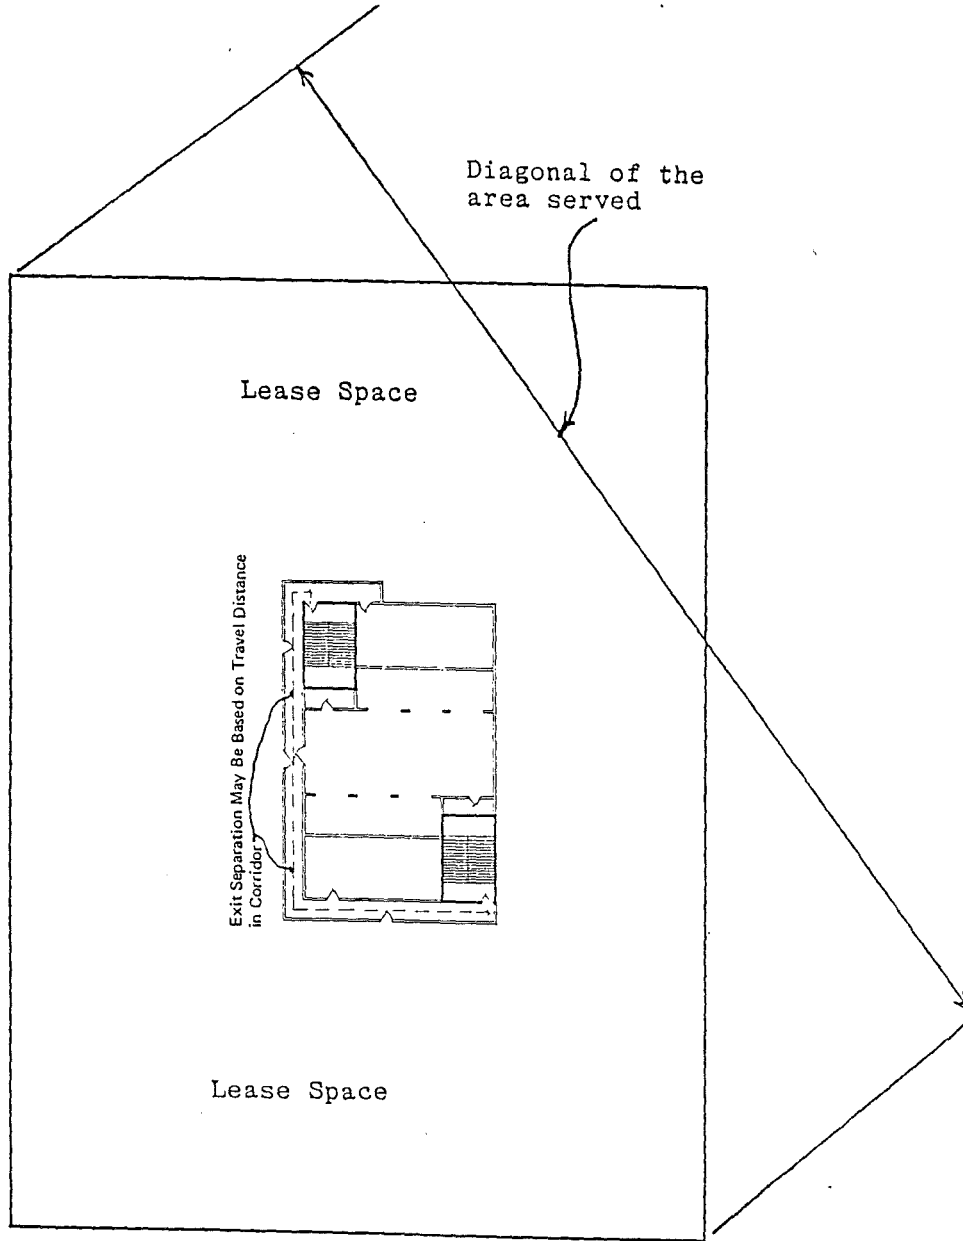 Diagonal of the
area served
Lease Space
Exit Separation May Be Based on Travel Distance
in Corridor
Lease Space